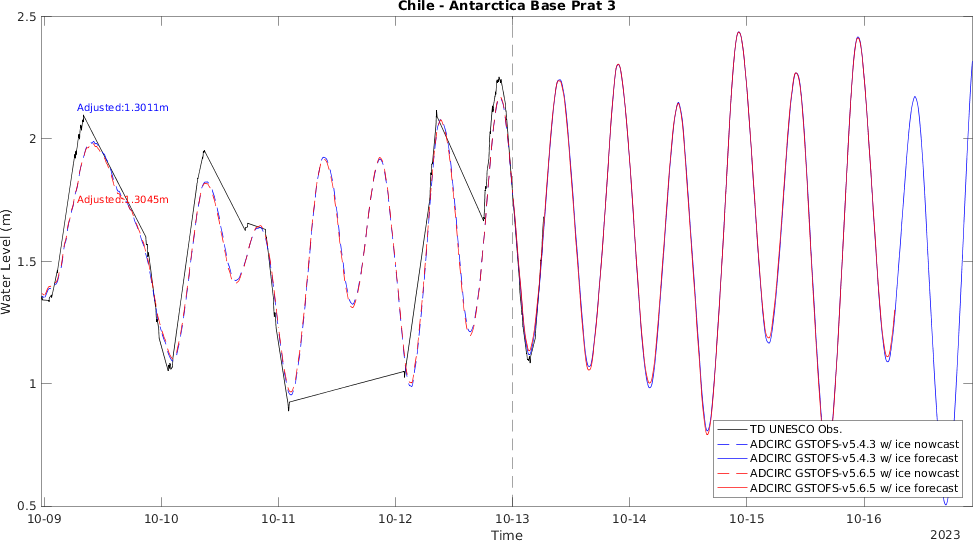 Chile - Antarctica Base Prat 3
2.5
2
1.5
1
0.5
Water Level (m)
Adjusted:1.3011m
Adjusted:1.3045m
TD UNESCO Obs.
ADCIRC GSTOFS-v5.4.3 w/ ice nowcast
ADCIRC GSTOFS-v5.4.3 w/ ice forecast
ADCIRC GSTOFS-v5.6.5 w/ ice nowcast
ADCIRC GSTOFS-v5.6.5 w/ ice forecast
10-09 10-10 10-11 10-12 10-13 10-14 10-15 10-16
Time
2023